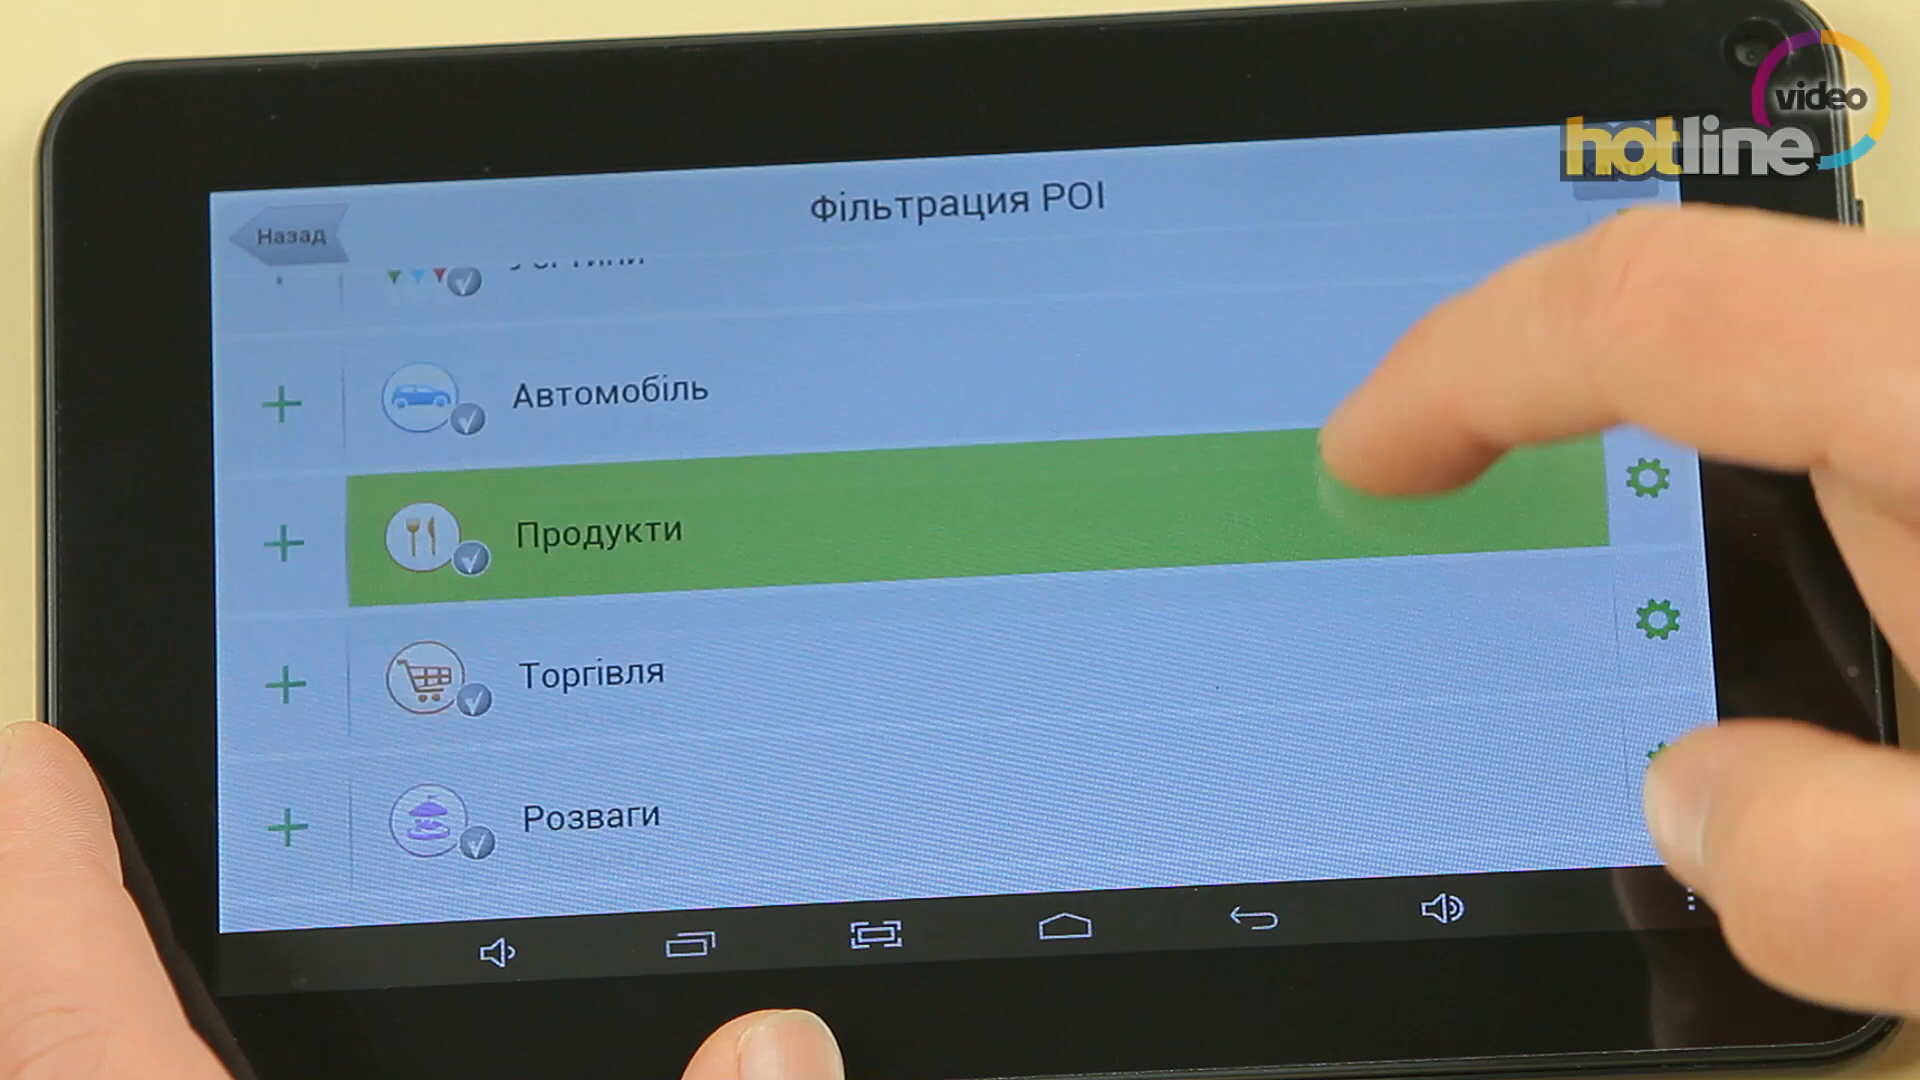 video
hotline
Фільтрация POI
Назад
Автомобіль
Продукти
Торгівля
Розваги